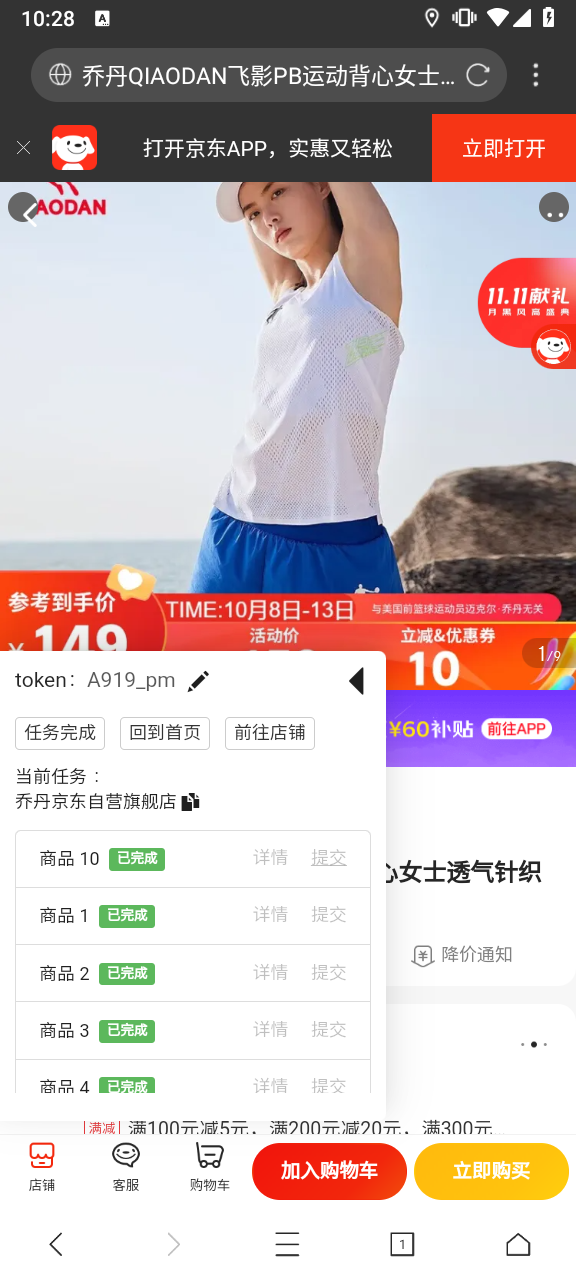 10:28
A
乔丹QIAODAN飞影PB运动背心女士...
打开京东APP，实惠又轻松
立即打开
AODAN
11.11献礼
月黑风高盛典
参考到手价
TIME:10月8日-13日
与美国前篮球运动员迈克尔·乔丹无关
149
活动价
立减&优惠券
10
1/9
token： A919_pm
任务完成
回到首页
前往店铺
¥60补贴
前往APP
当前任务：
乔丹京东自营旗舰店
商品 10 已完成 详情 提交
心女士透气针织
商品 1 已完成 详情 提交
降价通知
商品 2 已完成 详情 提交
商品 3 已完成 详情 提交
商品 4 已完成 详情 提交
满减 满100元减5元，满200元减20元，满300元...
店铺
客服
购物车
加入购物车
立即购买
1